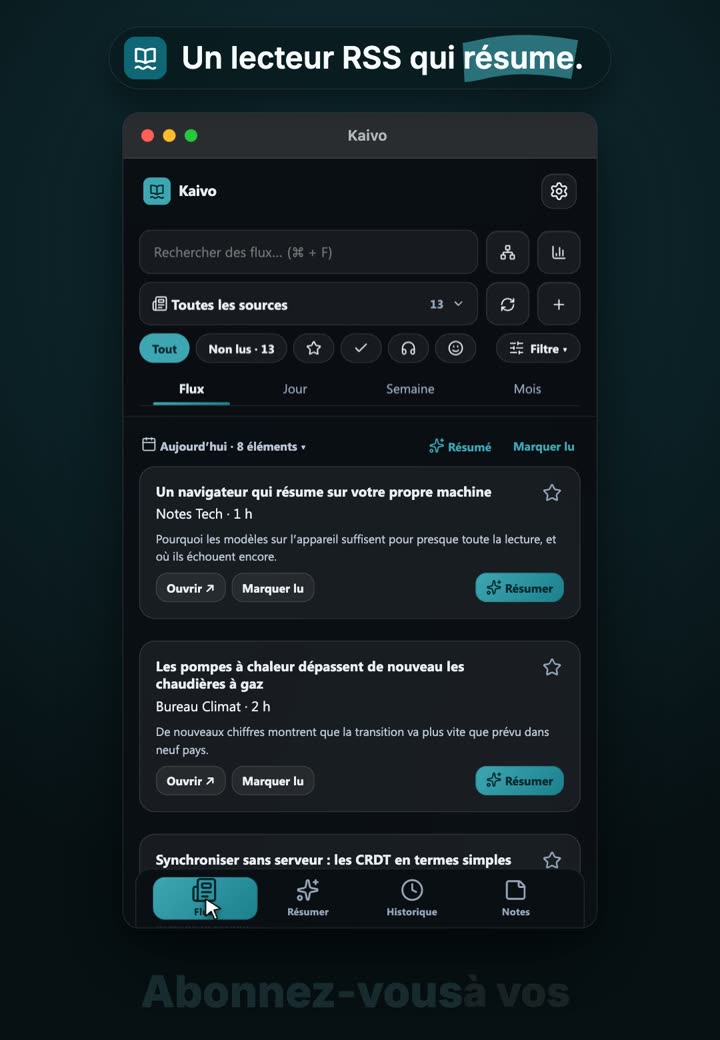 Un lecteur RSS qui résume.
Kaivo
Kaivo
Rechercher des flux... (⌘ + F)
Toutes les sources 13
Tout Non lus · 13 Filtre ▾
Flux Jour Semaine Mois
Aujourd’hui · 8 éléments ▾ Résumé Marquer lu
Un navigateur qui résume sur votre propre machine
Notes Tech · 1 h
Pourquoi les modèles sur l’appareil suffisent pour presque toute la lecture, et
où ils échouent encore.
Ouvrir ↗ Marquer lu Résumer
Les pompes à chaleur dépassent de nouveau les
chaudières à gaz
Bureau Climat · 2 h
De nouveaux chiffres montrent que la transition va plus vite que prévu dans
neuf pays.
Ouvrir ↗ Marquer lu Résumer
Synchroniser sans serveur : les CRDT en termes simples
Résumer Historique Notes
Abonnez-vous à vos